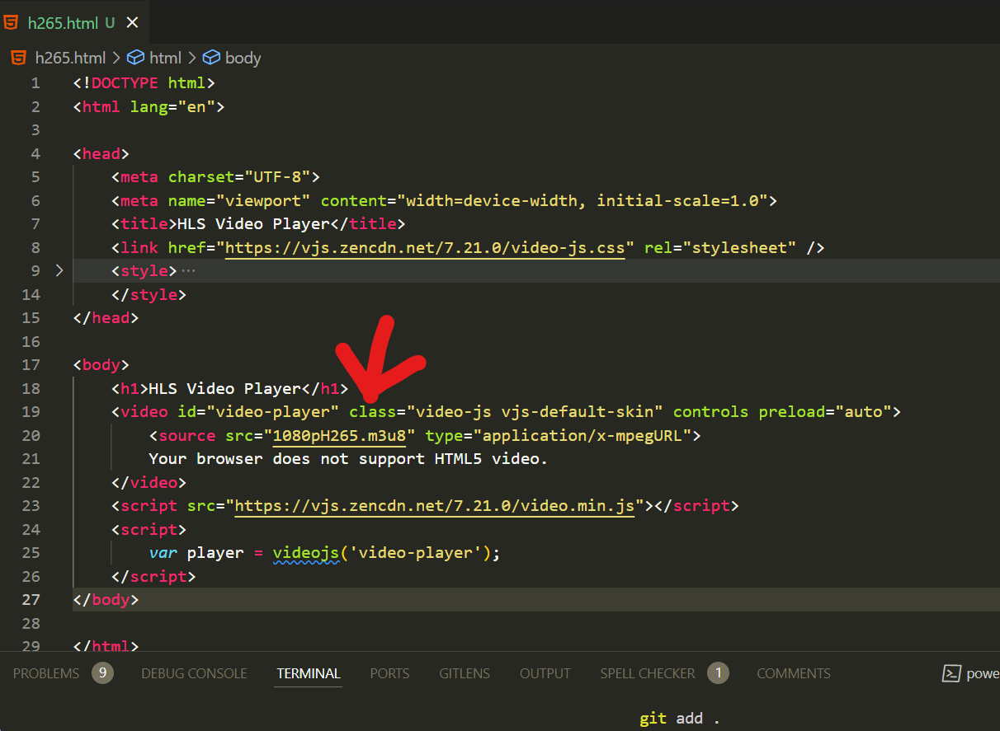 h265.html U ×
h265.html > html > body
1 <!DOCTYPE html>
2 <html lang="en">
3
4 <head>
5 <meta charset="UTF-8">
6 <meta name="viewport" content="width=device-width, initial-scale=1.0">
7 <title>HLS Video Player</title>
8 <link href="https://vjs.zencdn.net/7.21.0/video-js.css" rel="stylesheet" />
9 > <style>···
14 </style>
15 </head>
16
17 <body>
18 <h1>HLS Video Player</h1>
19 <video id="video-player" class="video-js vjs-default-skin" controls preload="auto">
20 <source src="1080pH265.m3u8" type="application/x-mpegURL">
21 Your browser does not support HTML5 video.
22 </video>
23 <script src="https://vjs.zencdn.net/7.21.0/video.min.js"></script>
24 <script>
25 var player = videojs('video-player');
26 </script>
27 </body>
28
29 </html>
PROBLEMS 9 DEBUG CONSOLE TERMINAL PORTS GITLENS OUTPUT SPELL CHECKER 1 COMMENTS powe
git add .